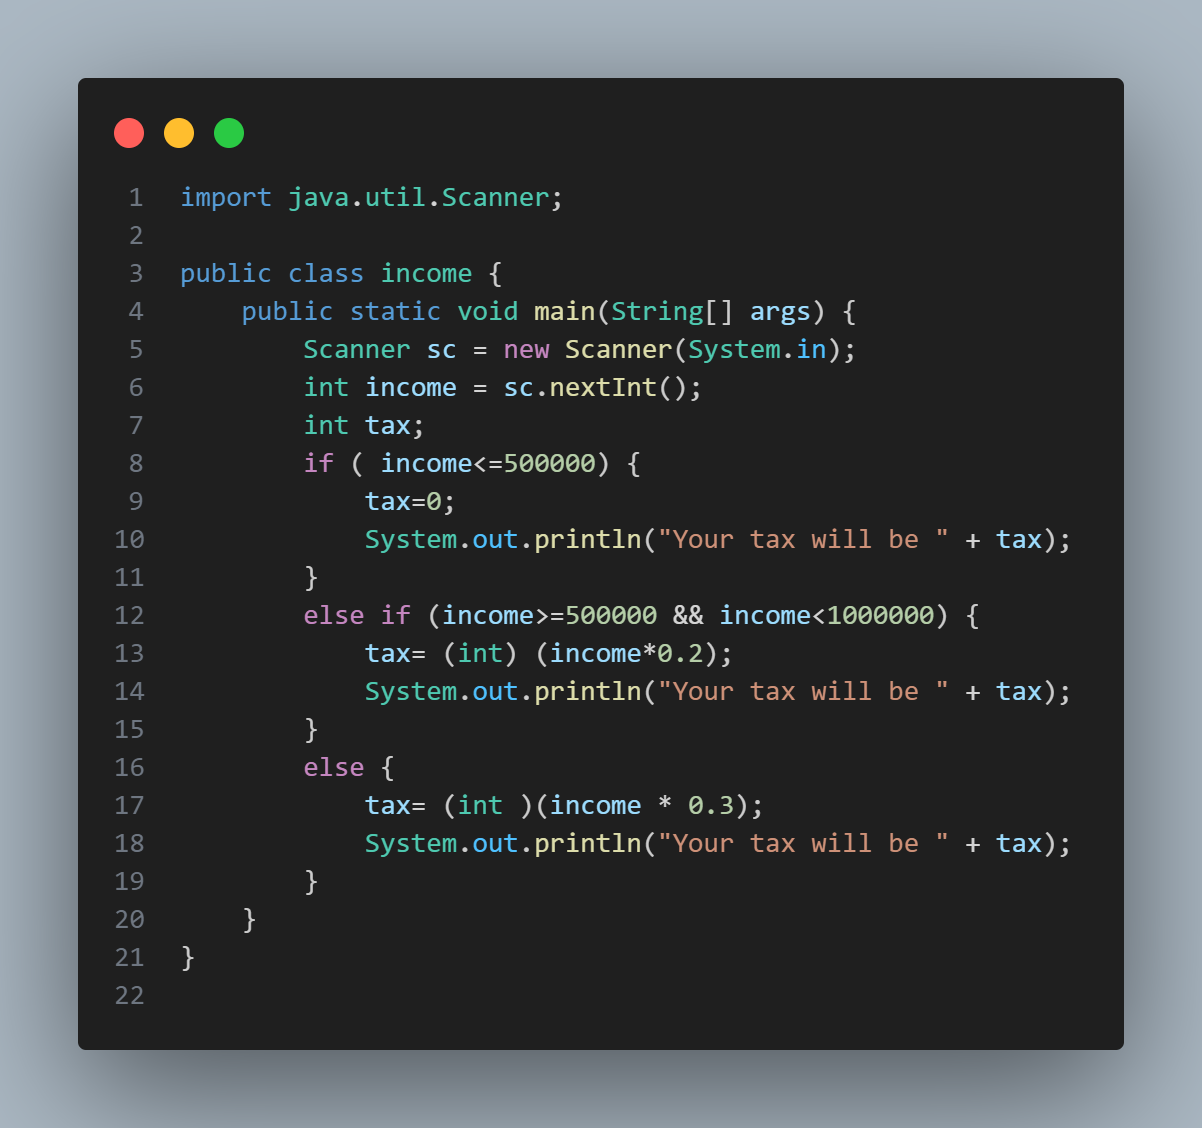 1 import java.util.Scanner;
2
3 public class income {
4     public static void main(String[] args) {
5         Scanner sc = new Scanner(System.in);
6         int income = sc.nextInt();
7         int tax;
8         if ( income<=500000) {
9             tax=0;
10             System.out.println("Your tax will be " + tax);
11         }
12         else if (income>=500000 && income<1000000) {
13             tax= (int) (income*0.2);
14             System.out.println("Your tax will be " + tax);
15         }
16         else {
17             tax= (int )(income * 0.3);
18             System.out.println("Your tax will be " + tax);
19         }
20     }
21 }
22